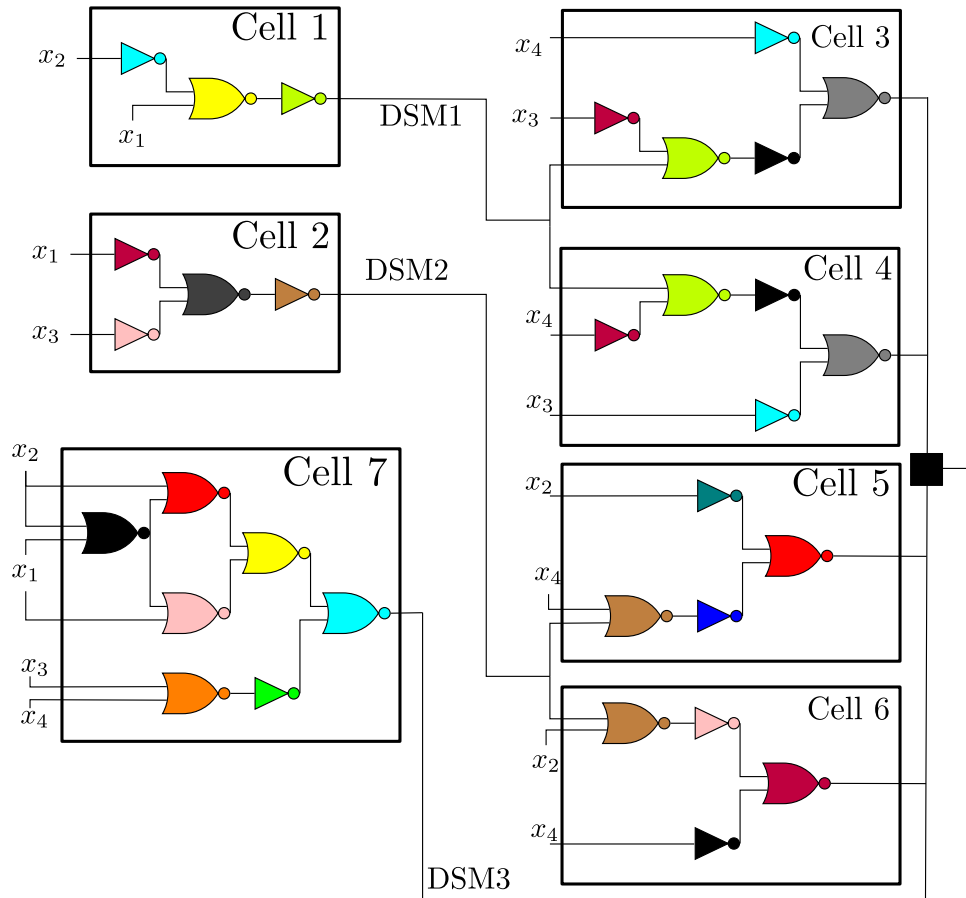 Cell 1
x₂
x₁
DSM1
Cell 2
x₁
x₃
DSM2
Cell 7
x₂
x₁
x₃
x₄
DSM3
Cell 3
x₄
x₃
Cell 4
x₄
x₃
Cell 5
x₂
x₄
Cell 6
x₂
x₄